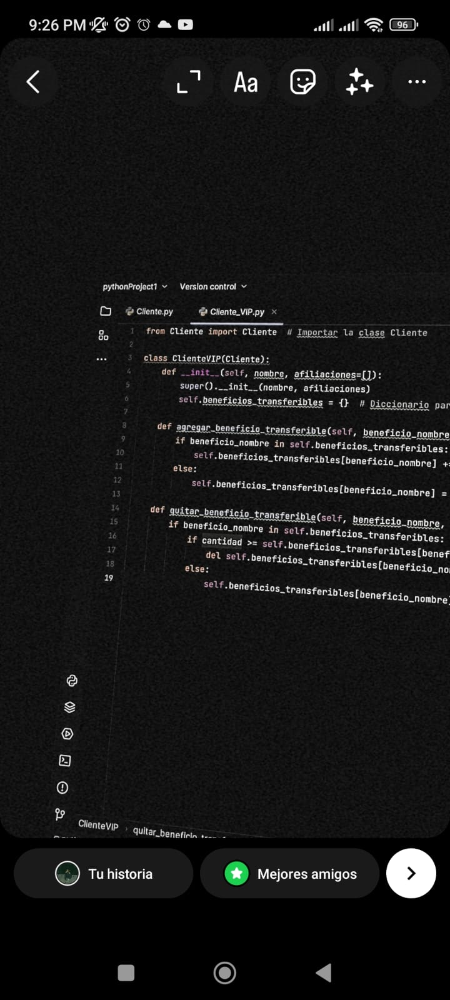 9:26 PM
96
Aa
pythonProject1 Version control
Cliente.py Cliente_VIP.py
1 from Cliente import Cliente # Importar la clase Cliente
2
3 class ClienteVIP(Cliente):
4 def __init__(self, nombre, afiliaciones=[]):
5 super().__init__(nombre, afiliaciones)
6 self.beneficios_transferibles = {} # Diccionario par
7
8 def agregar_beneficio_transferible(self, beneficio_nombre
9 if beneficio_nombre in self.beneficios_transferibles:
10 self.beneficios_transferibles[beneficio_nombre] +=
11 else:
12 self.beneficios_transferibles[beneficio_nombre] =
13
14 def quitar_beneficio_transferible(self, beneficio_nombre,
15 if beneficio_nombre in self.beneficios_transferibles:
16 if cantidad >= self.beneficios_transferibles[benef
17 del self.beneficios_transferibles[beneficio_no
18 else:
19 self.beneficios_transferibles[beneficio_nombre]
ClienteVIP › quitar_beneficio_transf
Tu historia Mejores amigos